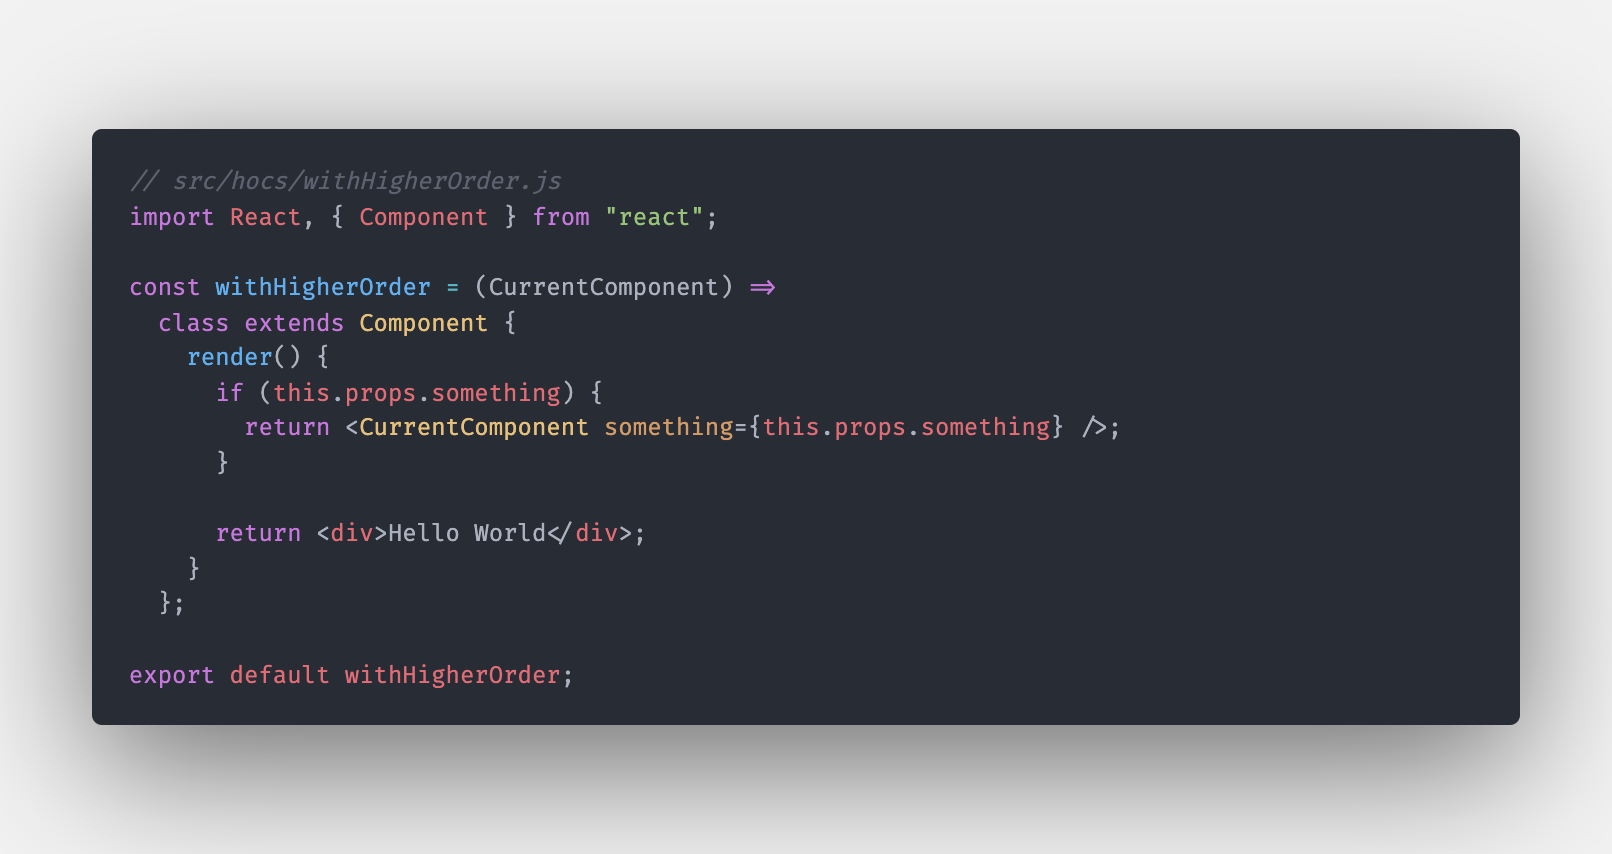 // src/hocs/withHigherOrder.js
import React, { Component } from "react";
const withHigherOrder = (CurrentComponent) =>
  class extends Component {
    render() {
      if (this.props.something) {
        return <CurrentComponent something={this.props.something} />;
      }
      return <div>Hello World</div>;
    }
  };
export default withHigherOrder;